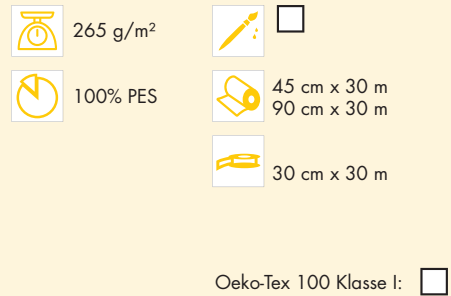 265 g/m²
100% PES
45 cm x 30 m
90 cm x 30 m
30 cm x 30 m
Oeko-Tex 100 Klasse I: